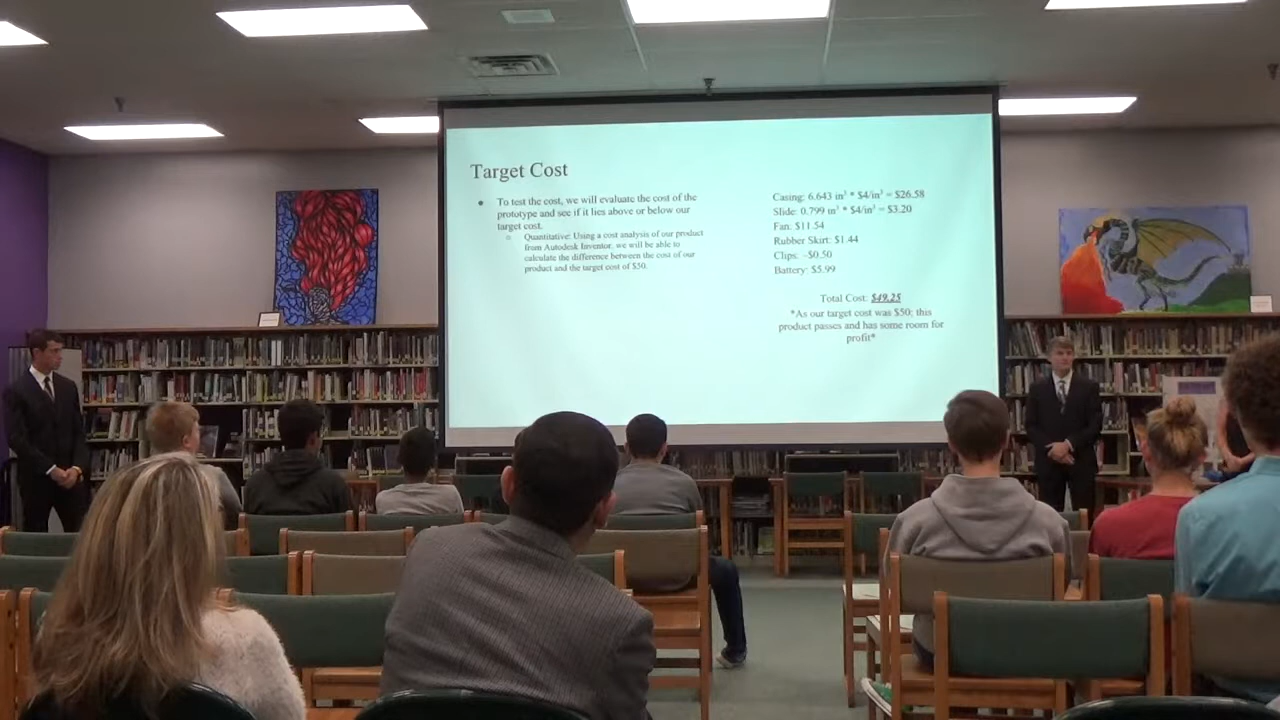 Target Cost
● To test the cost, we will evaluate the cost of the
prototype and see if it lies above or below our
target cost.
○ Quantitative: Using a cost analysis of our product
from Autodesk Inventor, we will be able to
calculate the difference between the cost of our
product and the target cost of $50.
Casing: 6.643 in³ * $4/in³ = $26.58
Slide: 0.799 in³ * $4/in³ = $3.20
Fan: $11.54
Rubber Skirt: $1.44
Clips: ~$0.50
Battery: $5.99
Total Cost: $49.25
*As our target cost was $50; this
product passes and has some room for
profit*